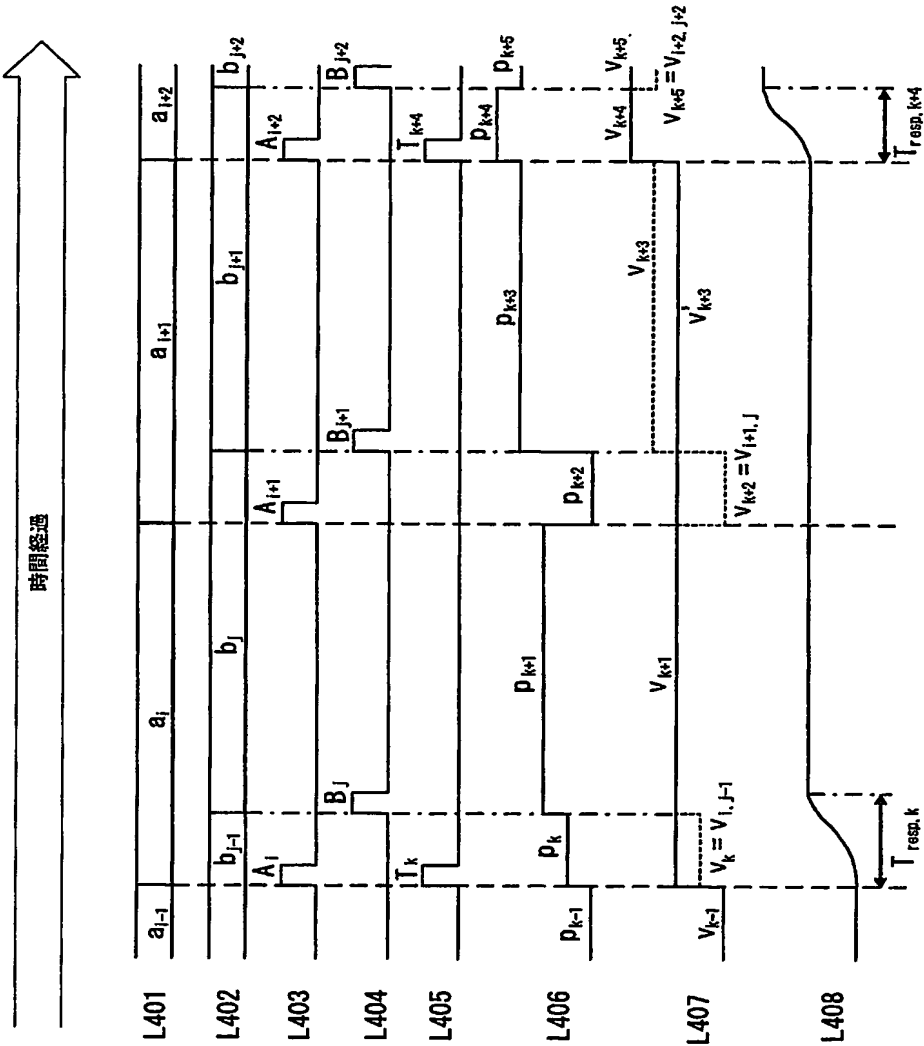 時間経過
L401 a_{i-1} a_i a_{i+1} a_{i+2}
L402 b_{j-1} b_j b_{j+1} b_{j+2}
L403 A_i A_{i+1} A_{i+2}
L404 B_j B_{j+1} B_{j+2}
L405 T_k T_{k+4}
L406 p_{k-1} p_k p_{k+1} p_{k+2} p_{k+3} p_{k+4} p_{k+5}
L407 V_{k-1} V_k = V_{i,j-1} V_{k+1} V_{k+2} = V_{i+1,j} V_{k+3} V'_{k+3} V_{k+4} V_{k+5}, V_{k+5} = V_{i+2,j+2}
L408 T_{resp,k} T_{resp,k+4}